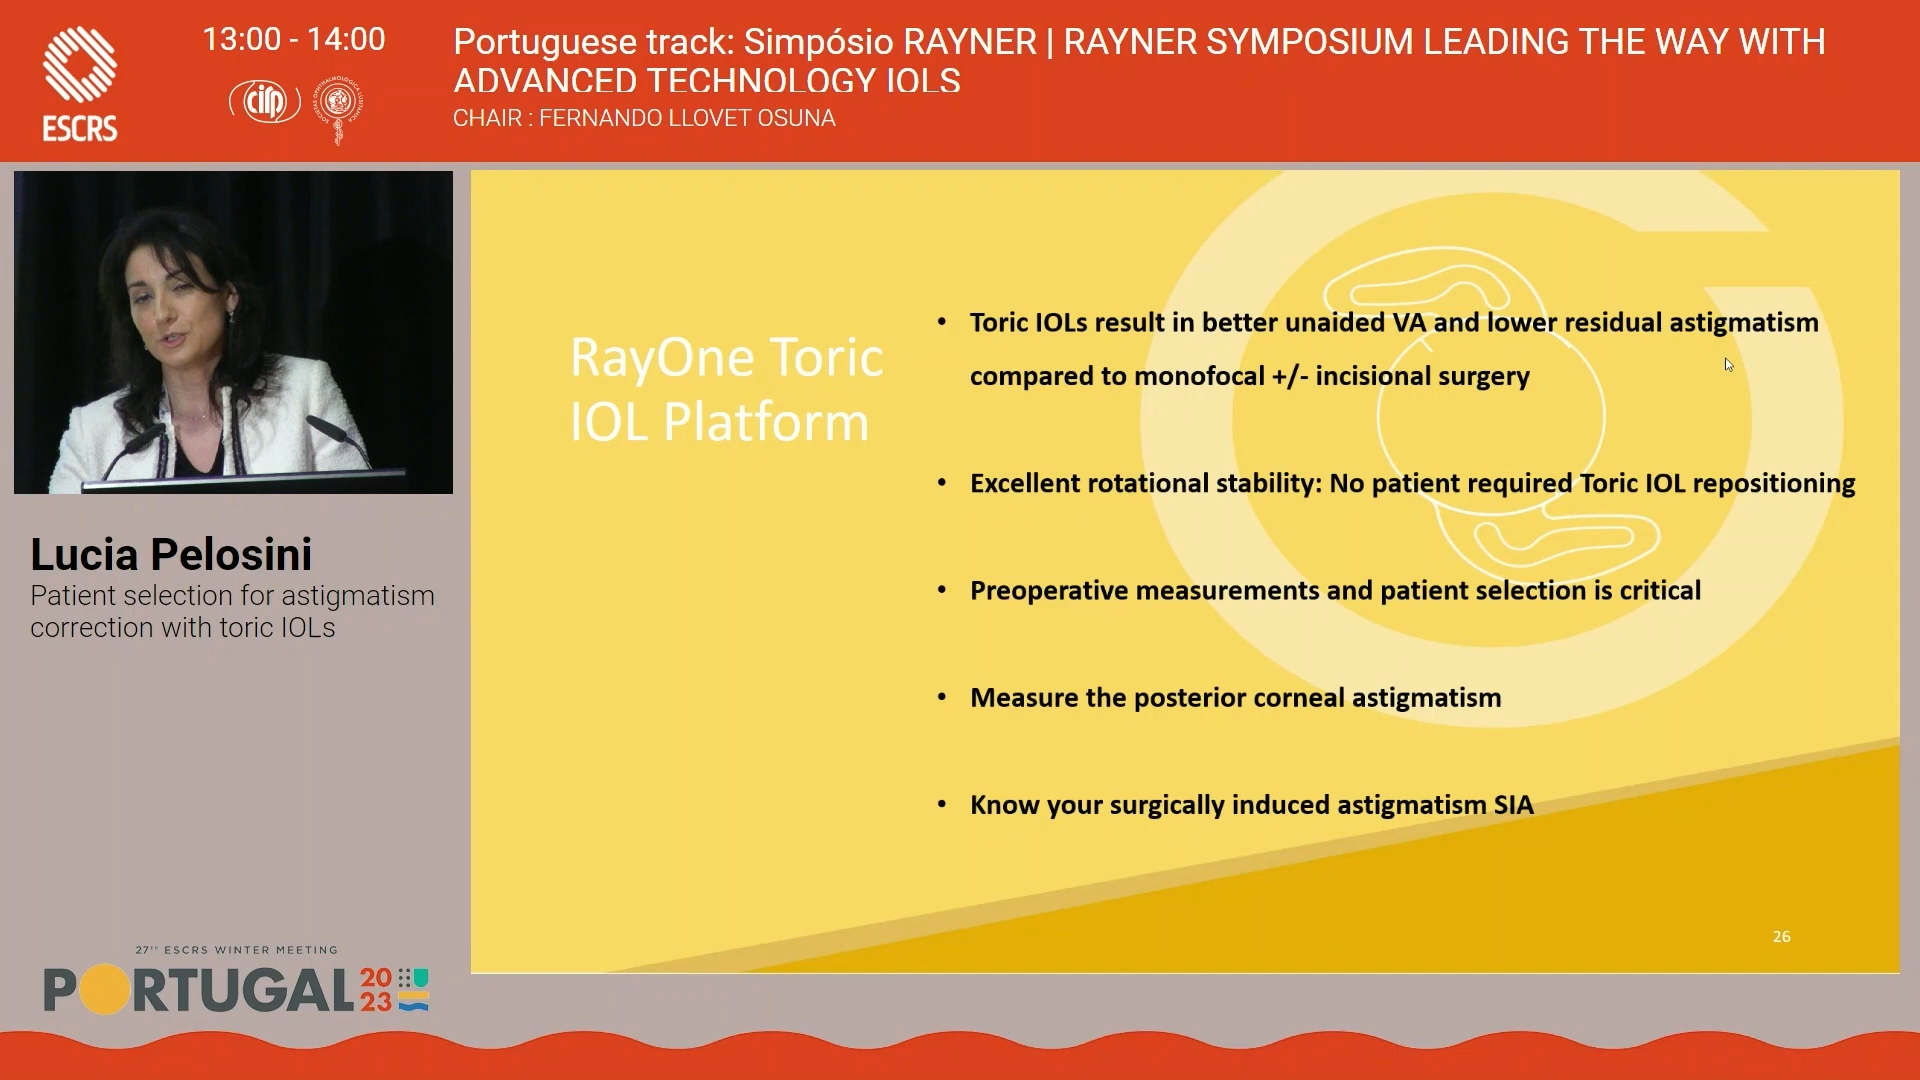 ESCRS
13:00 - 14:00
cirp
Portuguese track: Simpósio RAYNER | RAYNER SYMPOSIUM LEADING THE WAY WITH
ADVANCED TECHNOLOGY IOLS
CHAIR : FERNANDO LLOVET OSUNA
Lucia Pelosini
Patient selection for astigmatism
correction with toric IOLs
RayOne Toric
IOL Platform
• Toric IOLs result in better unaided VA and lower residual astigmatism
compared to monofocal +/- incisional surgery
• Excellent rotational stability: No patient required Toric IOL repositioning
• Preoperative measurements and patient selection is critical
• Measure the posterior corneal astigmatism
• Know your surgically induced astigmatism SIA
26
27TH ESCRS WINTER MEETING
PORTUGAL 2023